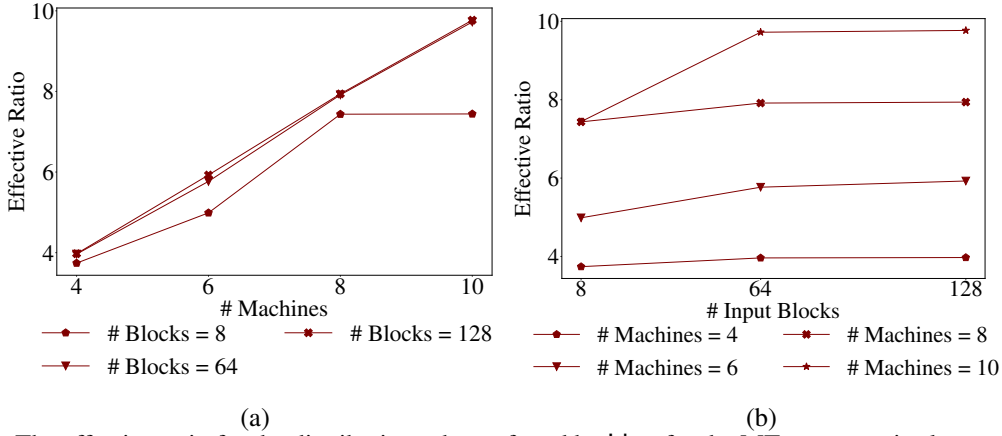 10
8
6
4
Effective Ratio
4 6 8 10
# Machines
# Blocks = 8
# Blocks = 128
# Blocks = 64
(a)
10
8
6
4
Effective Ratio
8 64 128
# Input Blocks
# Machines = 4
# Machines = 8
# Machines = 6
# Machines = 10
(b)